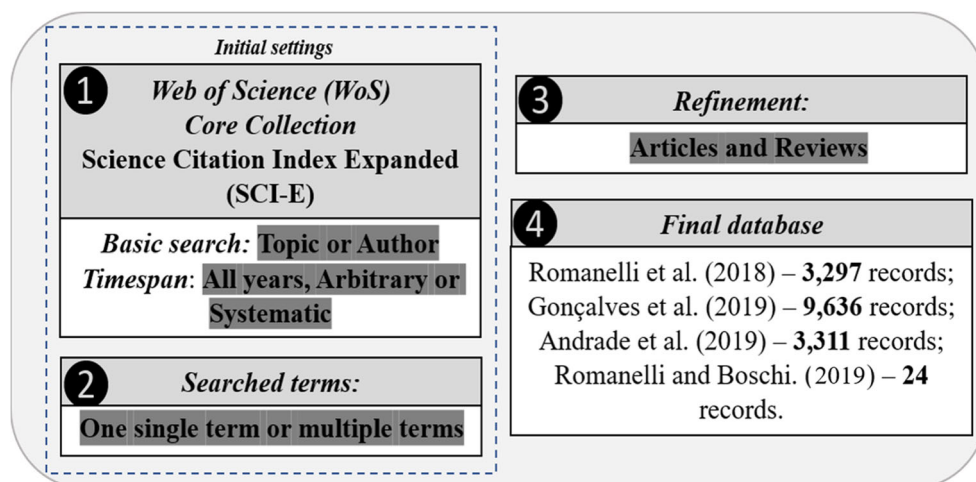 Initial settings
1
Web of Science (WoS)
Core Collection
Science Citation Index Expanded
(SCI-E)
Basic search: Topic or Author
Timespan: All years, Arbitrary or
Systematic
2
Searched terms:
One single term or multiple terms
3
Refinement:
Articles and Reviews
4
Final database
Romanelli et al. (2018) – 3,297 records;
Gonçalves et al. (2019) – 9,636 records;
Andrade et al. (2019) – 3,311 records;
Romanelli and Boschi. (2019) – 24
records.